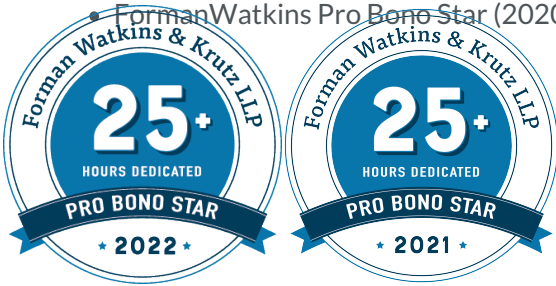 FormanWatkins Pro Bono Star (2020
Forman Watkins & Krutz LLP
25+
HOURS DEDICATED
PRO BONO STAR
2022
Forman Watkins & Krutz LLP
25+
HOURS DEDICATED
PRO BONO STAR
2021